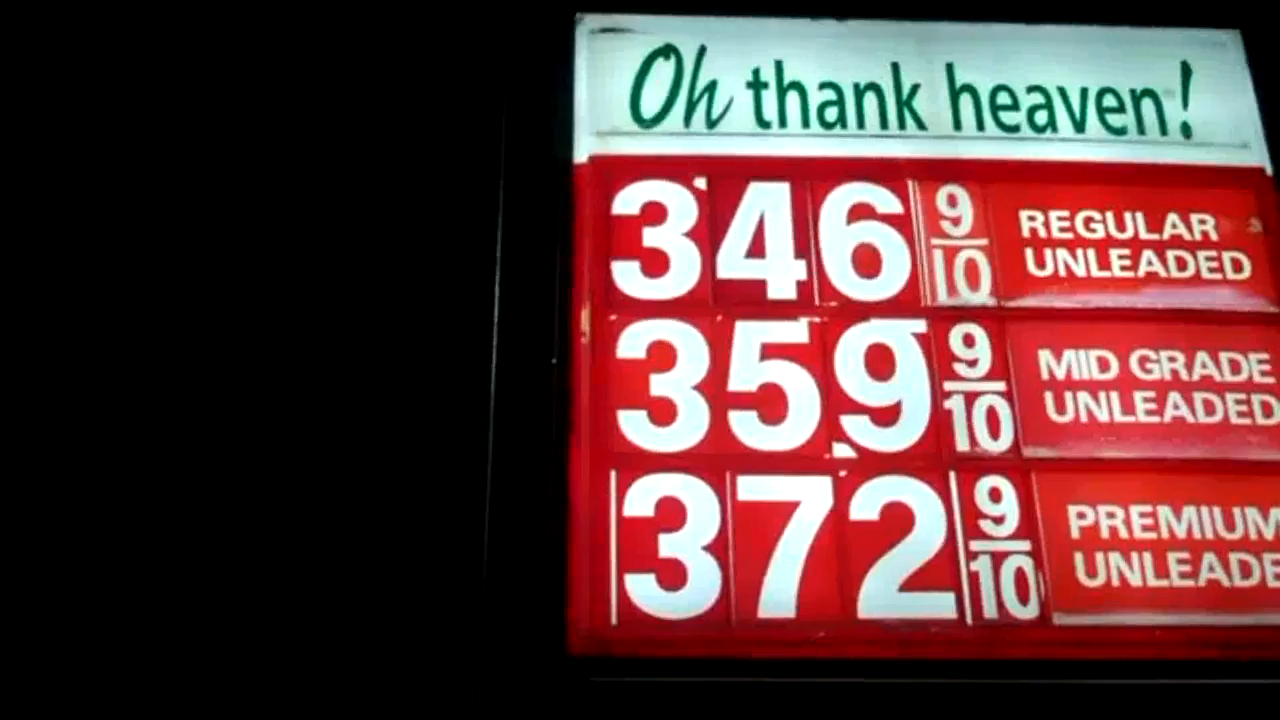 Oh thank heaven!
346 9/10 REGULAR UNLEADED
359 9/10 MID GRADE UNLEADED
372 9/10 PREMIUM UNLEADE